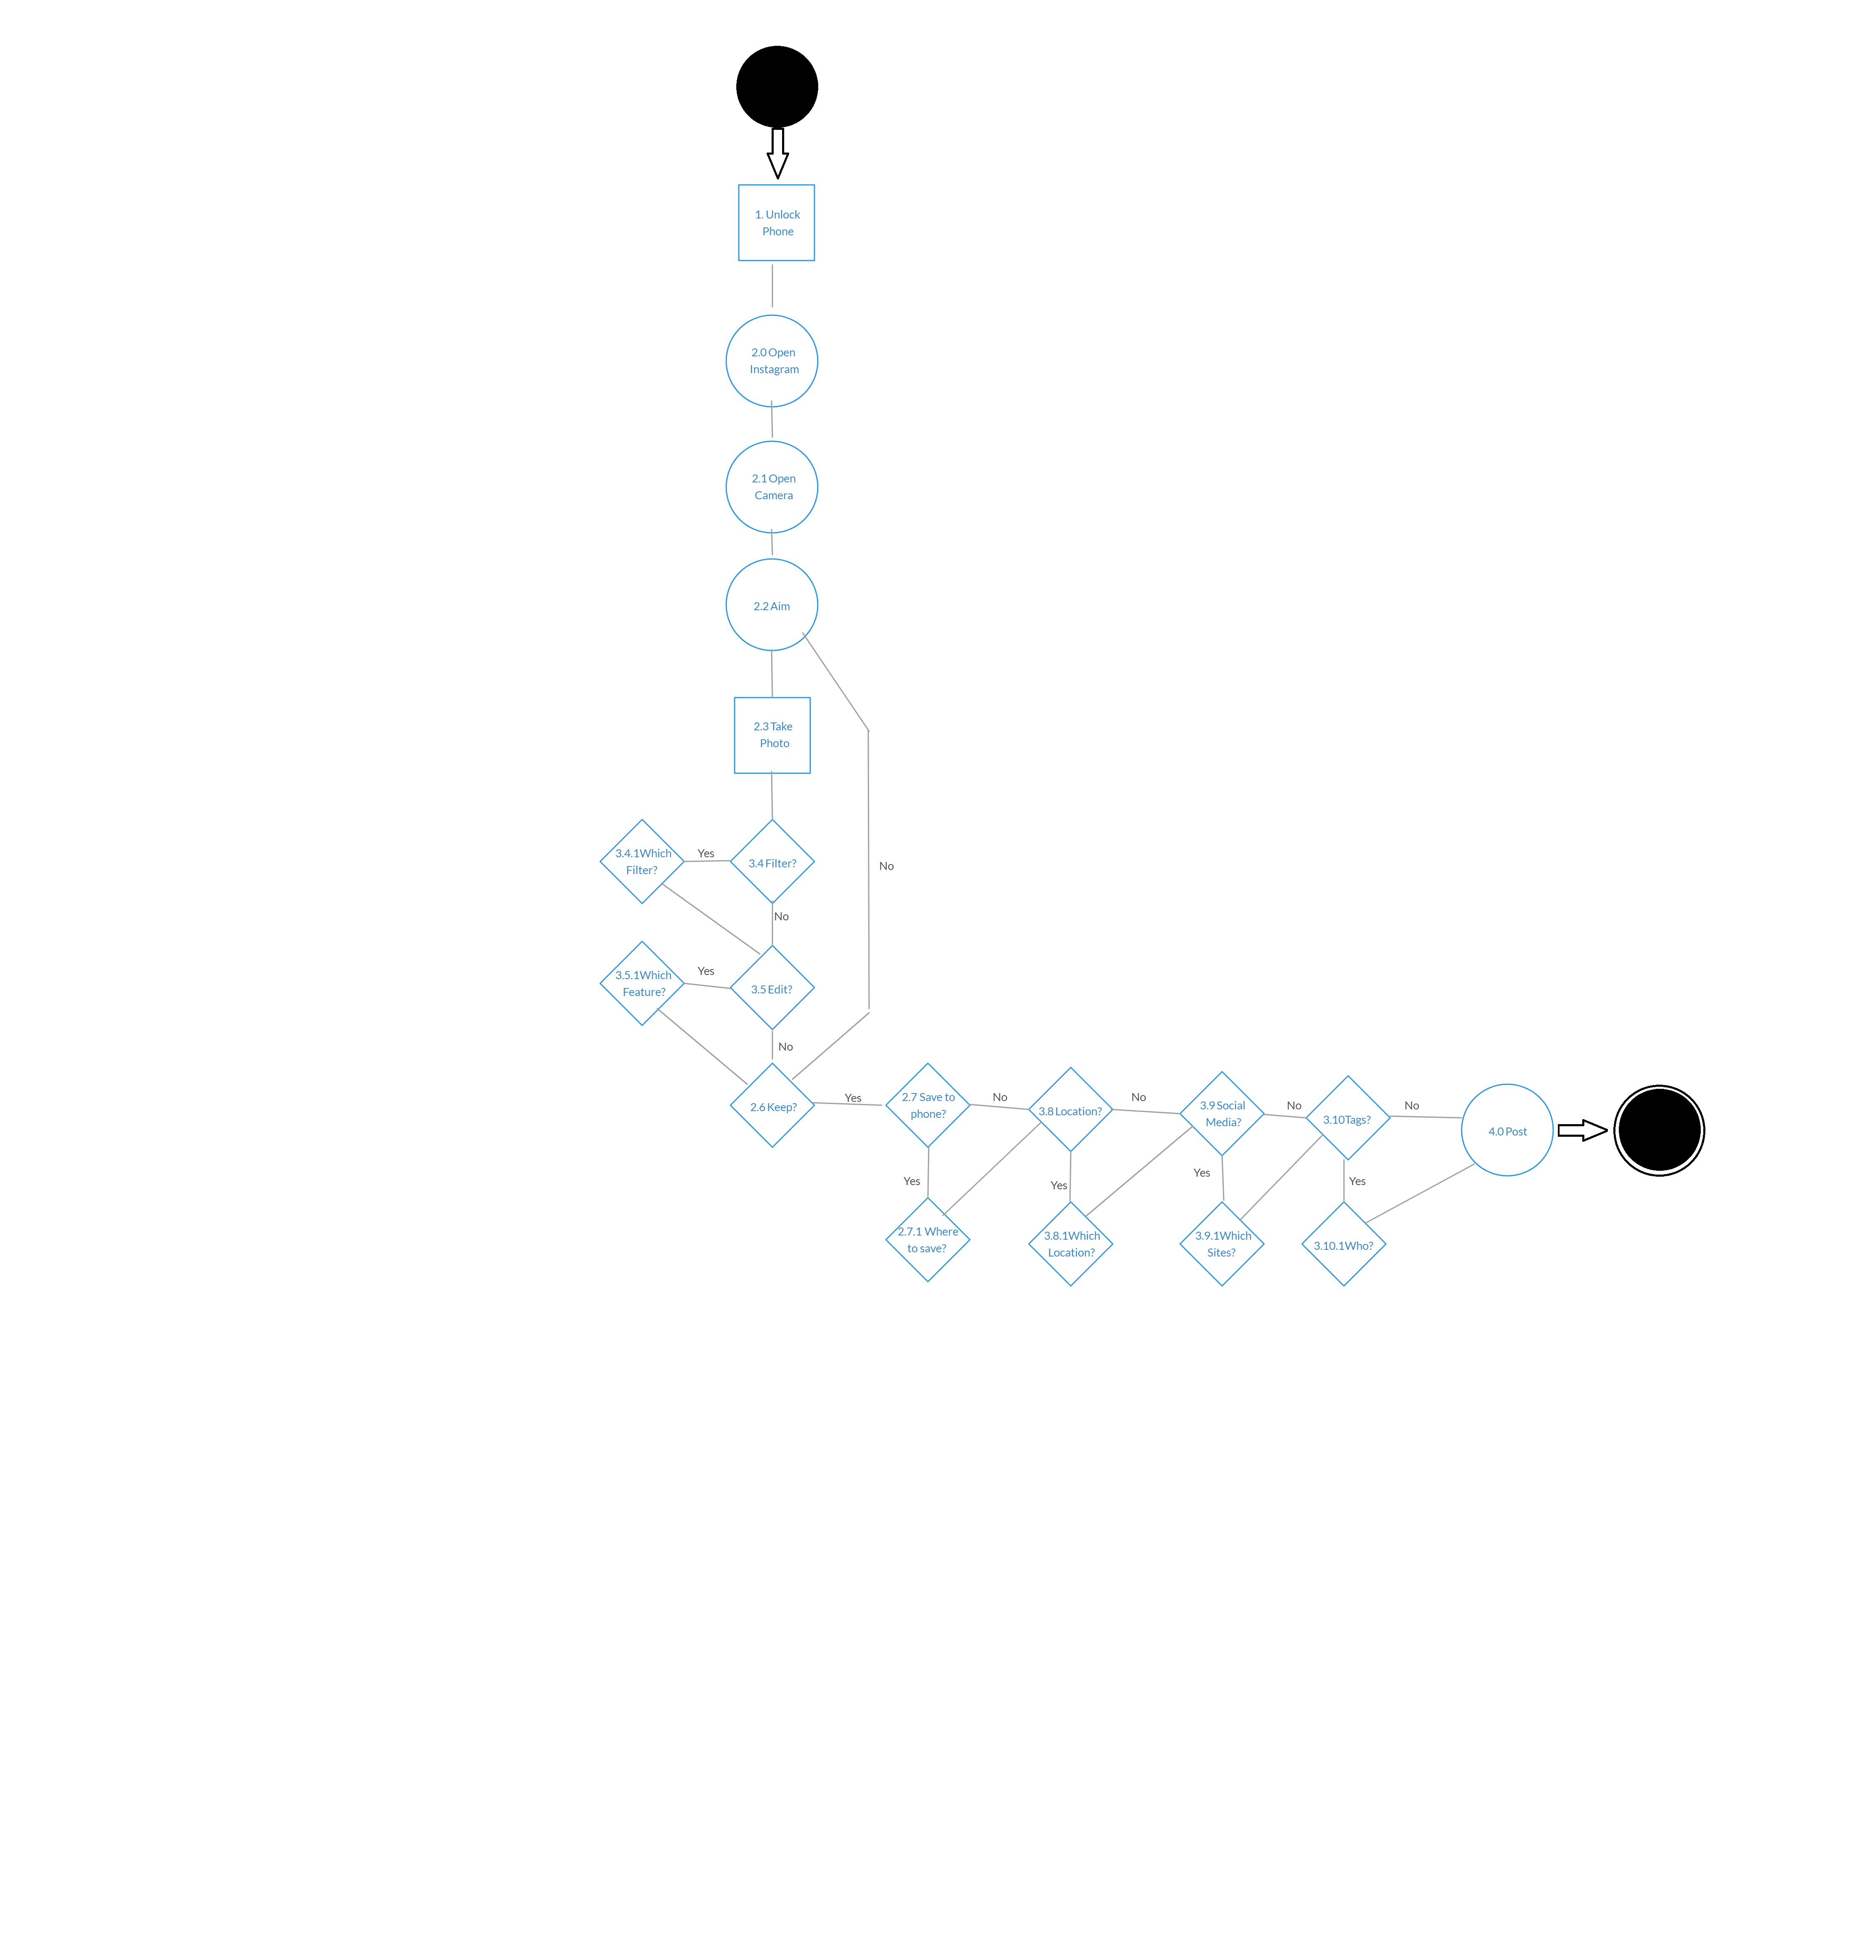 1. Unlock
Phone
2.0 Open
Instagram
2.1 Open
Camera
2.2 Aim
2.3 Take
Photo
3.4.1Which
Filter?
Yes
3.4 Filter?
No
No
3.5.1Which
Feature?
Yes
3.5 Edit?
No
2.6 Keep?
Yes
2.7 Save to
phone?
No
3.8 Location?
No
3.9 Social
Media?
No
3.10Tags?
No
4.0 Post
Yes
Yes
Yes
Yes
2.7.1 Where
to save?
3.8.1Which
Location?
3.9.1Which
Sites?
3.10.1Who?